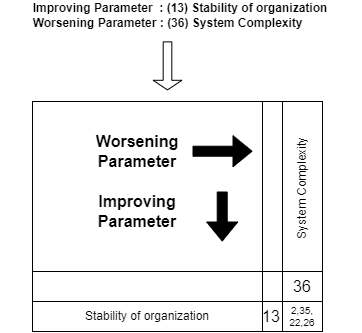 Improving Parameter : (13) Stability of organization
Worsening Parameter : (36) System Complexity
Worsening
Parameter
Improving
Parameter
System Complexity
36
Stability of organization 13 2,35,
22,26